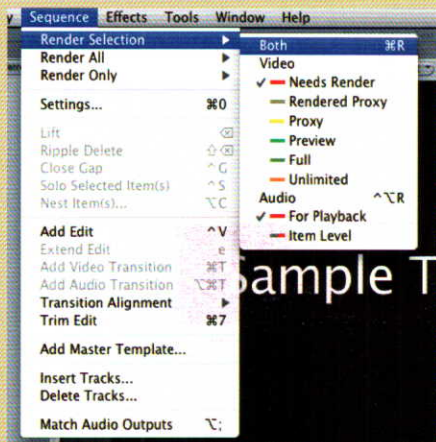 y Sequence Effects Tools Window Help
Render Selection ▶
Render All ▶
Render Only ▶
Settings... ⌘0
Lift ⌫
Ripple Delete ⇧⌫
Close Gap ^G
Solo Selected Item(s) ^S
Nest Item(s)... ⌥C
Add Edit ^V
Extend Edit e
Add Video Transition ⌘T
Add Audio Transition ⌥⌘T
Transition Alignment ▶
Trim Edit ⌘7
Add Master Template...
Insert Tracks...
Delete Tracks...
Match Audio Outputs ⌥;
Both ⌘R
Video
✓ Needs Render
Rendered Proxy
Proxy
Preview
Full
Unlimited
Audio ^⌥R
✓ For Playback
Item Level
Sample T